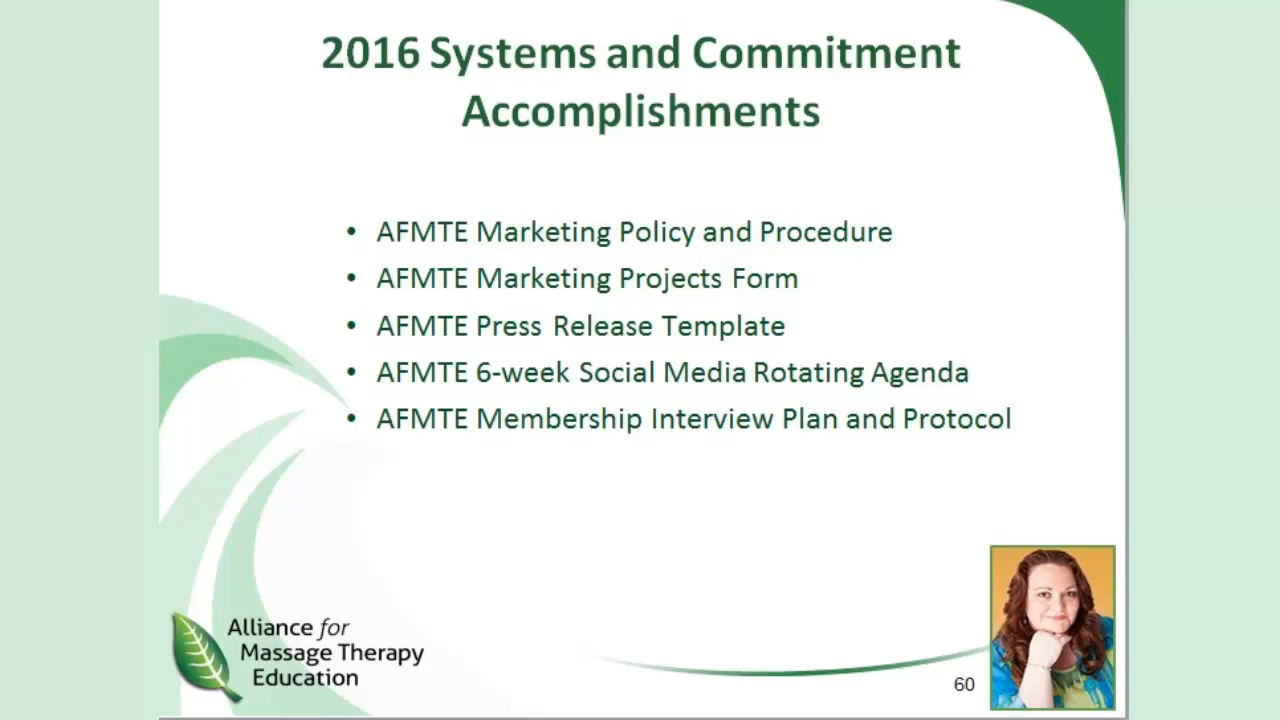 2016 Systems and Commitment
Accomplishments
• AFMTE Marketing Policy and Procedure
• AFMTE Marketing Projects Form
• AFMTE Press Release Template
• AFMTE 6-week Social Media Rotating Agenda
• AFMTE Membership Interview Plan and Protocol
Alliance for
Massage Therapy
Education
60